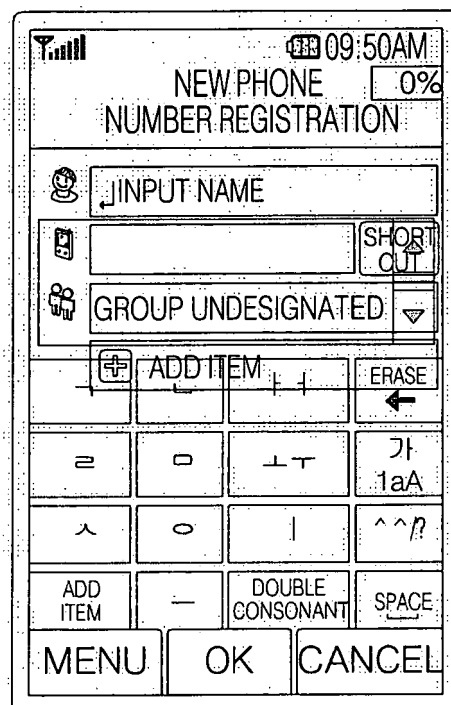 09:50AM
NEW PHONE 0%
NUMBER REGISTRATION
INPUT NAME
SHORT CUT
GROUP UNDESIGNATED
ADD ITEM
ㄱ ㄴ ㅏㅓ ERASE
ㄹ ㅁ ㅗㅜ 가 1aA
ㅅ ㅇ ㅣ ^^/!?
ADD ITEM ㅡ DOUBLE CONSONANT SPACE
MENU OK CANCEL